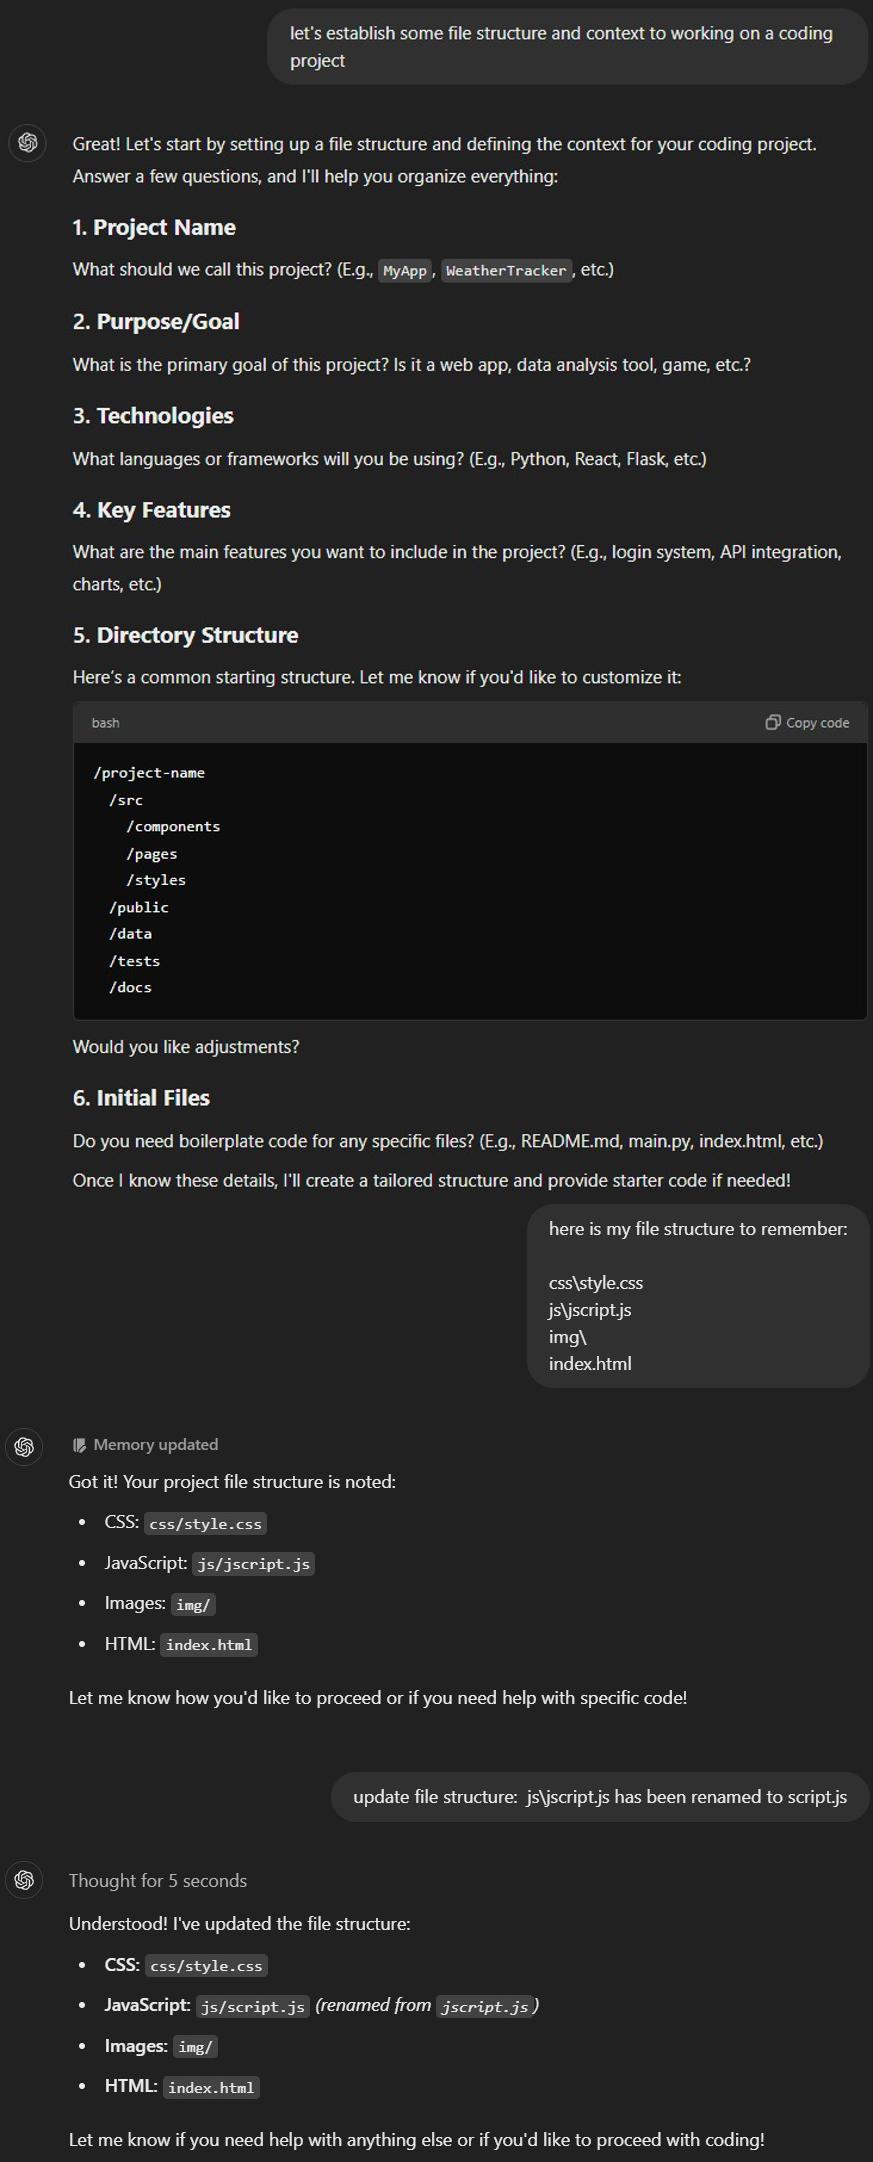 let's establish some file structure and context to working on a coding
project
Great! Let's start by setting up a file structure and defining the context for your coding project.
Answer a few questions, and I'll help you organize everything:
1. Project Name
What should we call this project? (E.g., MyApp, WeatherTracker, etc.)
2. Purpose/Goal
What is the primary goal of this project? Is it a web app, data analysis tool, game, etc.?
3. Technologies
What languages or frameworks will you be using? (E.g., Python, React, Flask, etc.)
4. Key Features
What are the main features you want to include in the project? (E.g., login system, API integration,
charts, etc.)
5. Directory Structure
Here's a common starting structure. Let me know if you'd like to customize it:
bash Copy code
/project-name
/src
/components
/pages
/styles
/public
/data
/tests
/docs
Would you like adjustments?
6. Initial Files
Do you need boilerplate code for any specific files? (E.g., README.md, main.py, index.html, etc.)
Once I know these details, I'll create a tailored structure and provide starter code if needed!
here is my file structure to remember:
css\style.css
js\jscript.js
img\
index.html
Memory updated
Got it! Your project file structure is noted:
• CSS: css/style.css
• JavaScript: js/jscript.js
• Images: img/
• HTML: index.html
Let me know how you'd like to proceed or if you need help with specific code!
update file structure: js\jscript.js has been renamed to script.js
Thought for 5 seconds
Understood! I've updated the file structure:
• CSS: css/style.css
• JavaScript: js/script.js (renamed from jscript.js)
• Images: img/
• HTML: index.html
Let me know if you need help with anything else or if you'd like to proceed with coding!